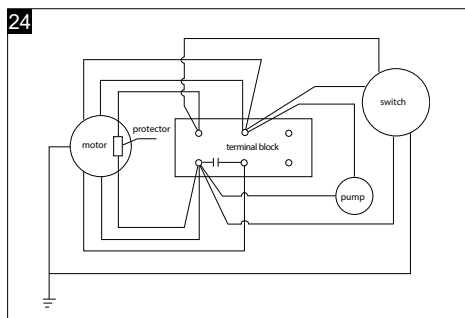 24
switch
protector
motor
terminal block
pump